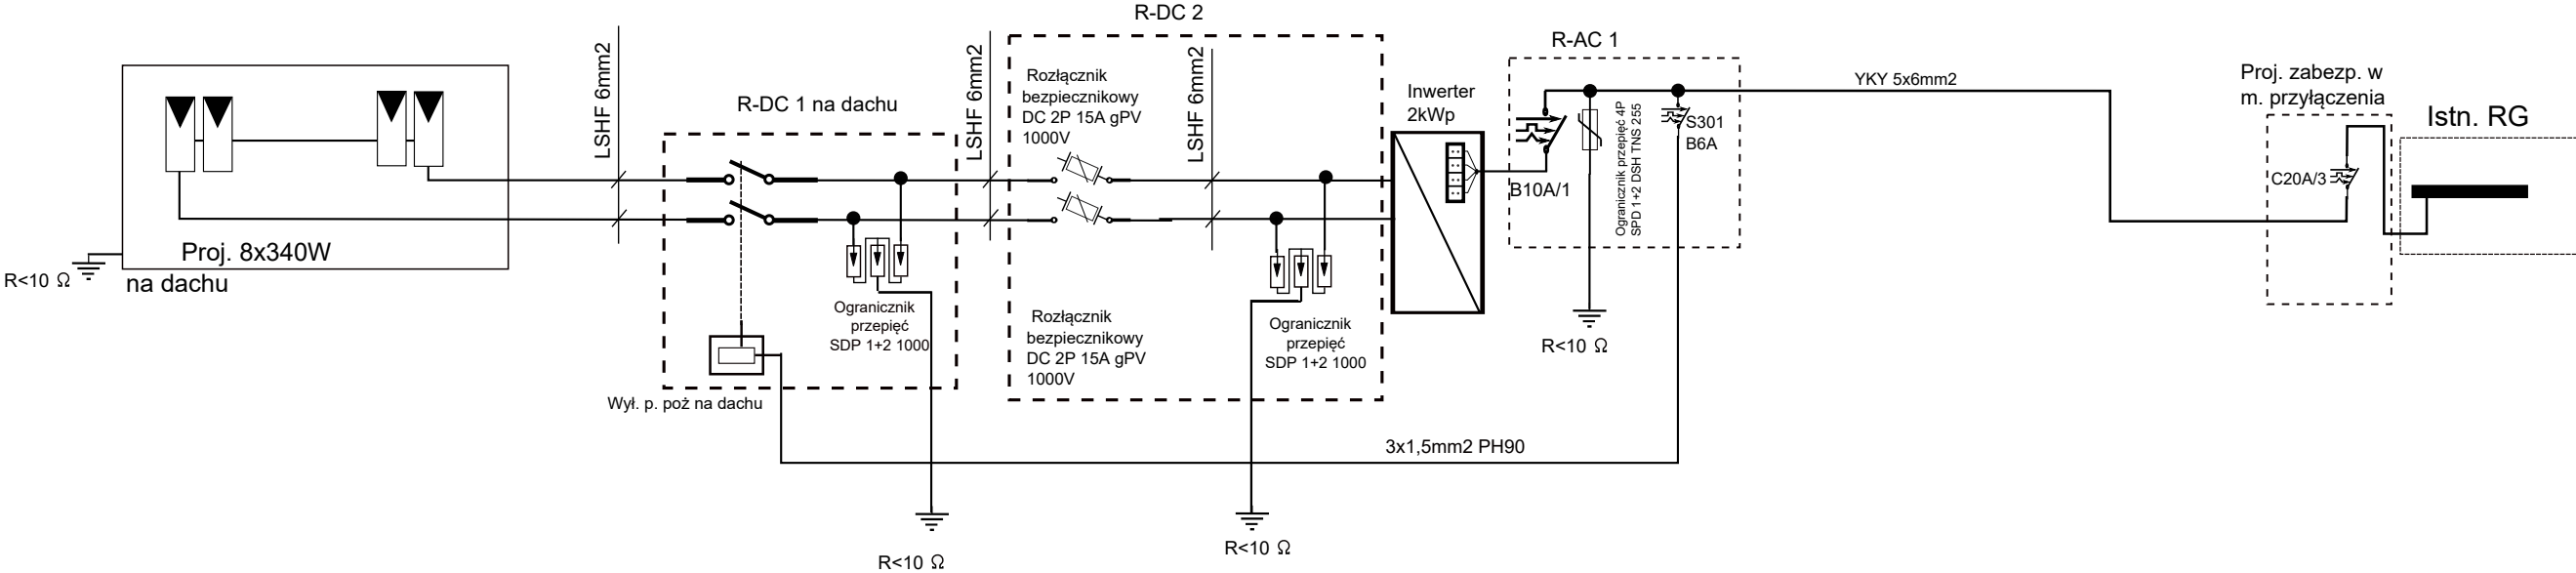 R-DC 2
R-AC 1
LSHF 6mm2
LSHF 6mm2
LSHF 6mm2
Rozłącznik
bezpiecznikowy
DC 2P 15A gPV
1000V
R-DC 1 na dachu
Inwerter
2kWp
YKY 5x6mm2
Proj. zabezp. w
m. przyłączenia
Istn. RG
Ogranicznik przepięć 4P
SPD 1+2 DSH TNS 255
S301
B6A
B10A/1
C20A/3
Proj. 8x340W
na dachu
R<10 Ω
Ogranicznik
przepięć
SDP 1+2 1000
Rozłącznik
bezpiecznikowy
DC 2P 15A gPV
1000V
Ogranicznik
przepięć
SDP 1+2 1000
R<10 Ω
Wył. p. poż na dachu
3x1,5mm2 PH90
R<10 Ω
R<10 Ω